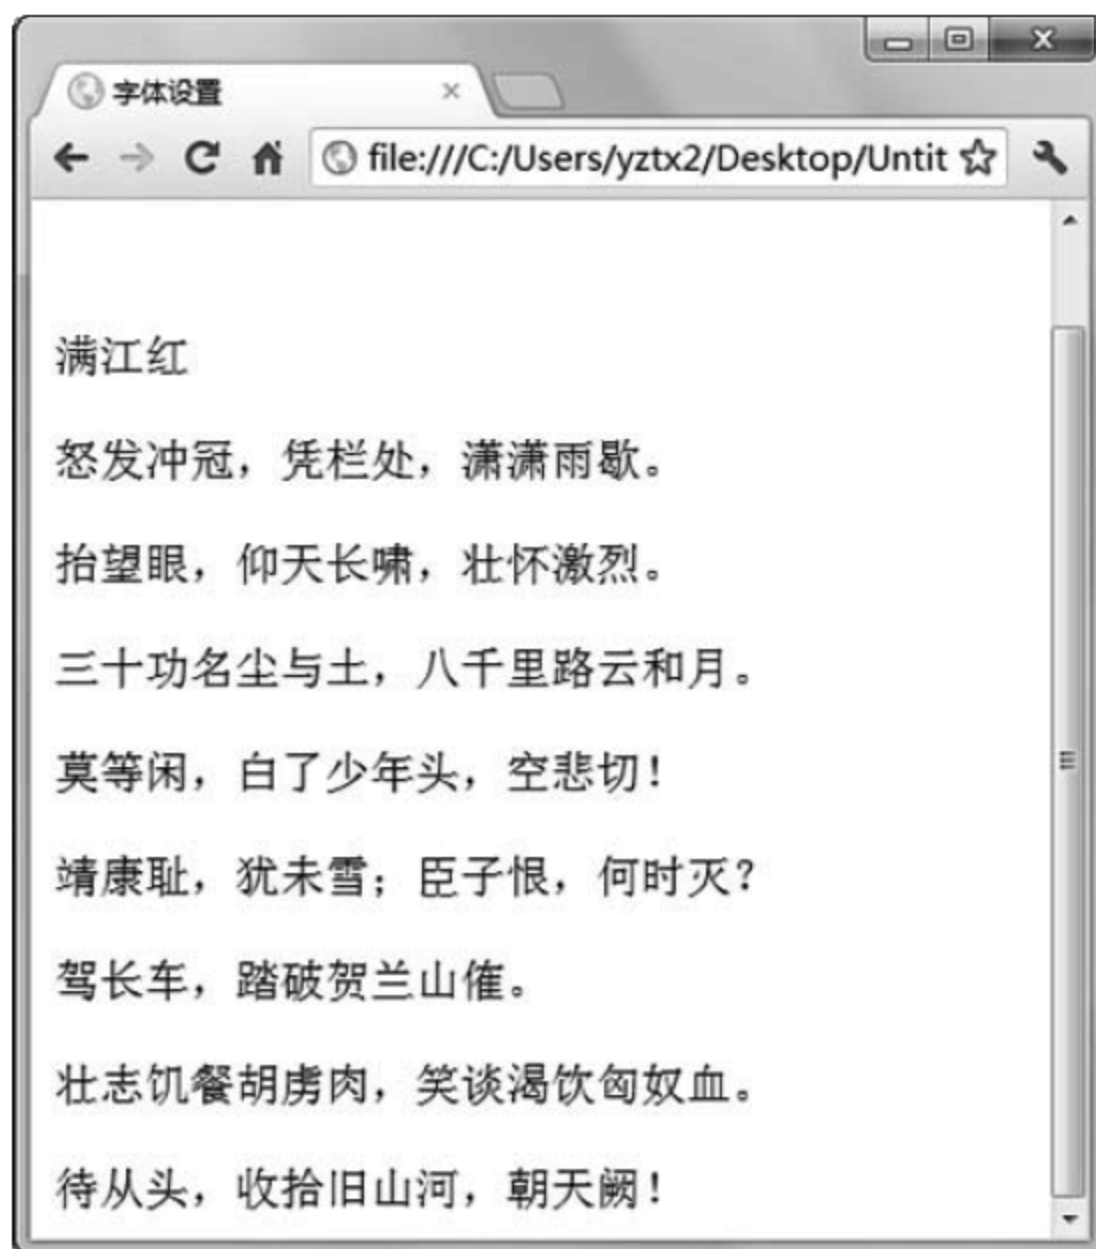 字体设置
file:///C:/Users/yztx2/Desktop/Untit
满江红
怒发冲冠，凭栏处，潇潇雨歇。
抬望眼，仰天长啸，壮怀激烈。
三十功名尘与土，八千里路云和月。
莫等闲，白了少年头，空悲切！
靖康耻，犹未雪；臣子恨，何时灭？
驾长车，踏破贺兰山傕。
壮志饥餐胡虏肉，笑谈渴饮匈奴血。
待从头，收拾旧山河，朝天阙！